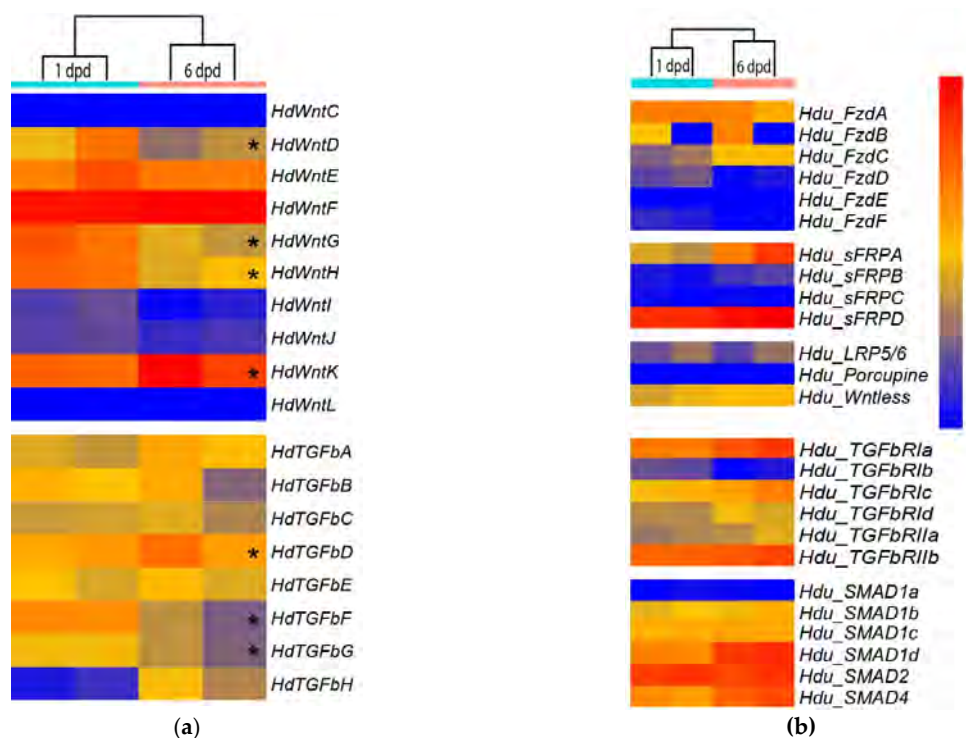 1 dpd 6 dpd
HdWntC
HdWntD
*
HdWntE
HdWntF
HdWntG
*
HdWntH
*
HdWntI
HdWntJ
HdWntK
*
HdWntL
HdTGFbA
HdTGFbB
HdTGFbC
HdTGFbD
*
HdTGFbE
HdTGFbF
*
HdTGFbG
*
HdTGFbH
(a)
1 dpd 6 dpd
Hdu_FzdA
Hdu_FzdB
Hdu_FzdC
Hdu_FzdD
Hdu_FzdE
Hdu_FzdF
Hdu_sFRPA
Hdu_sFRPB
Hdu_sFRPC
Hdu_sFRPD
Hdu_LRP5/6
Hdu_Porcupine
Hdu_Wntless
Hdu_TGFbRIa
Hdu_TGFbRIb
Hdu_TGFbRIc
Hdu_TGFbRId
Hdu_TGFbRIIa
Hdu_TGFbRIIb
Hdu_SMAD1a
Hdu_SMAD1b
Hdu_SMAD1c
Hdu_SMAD1d
Hdu_SMAD2
Hdu_SMAD4
(b)